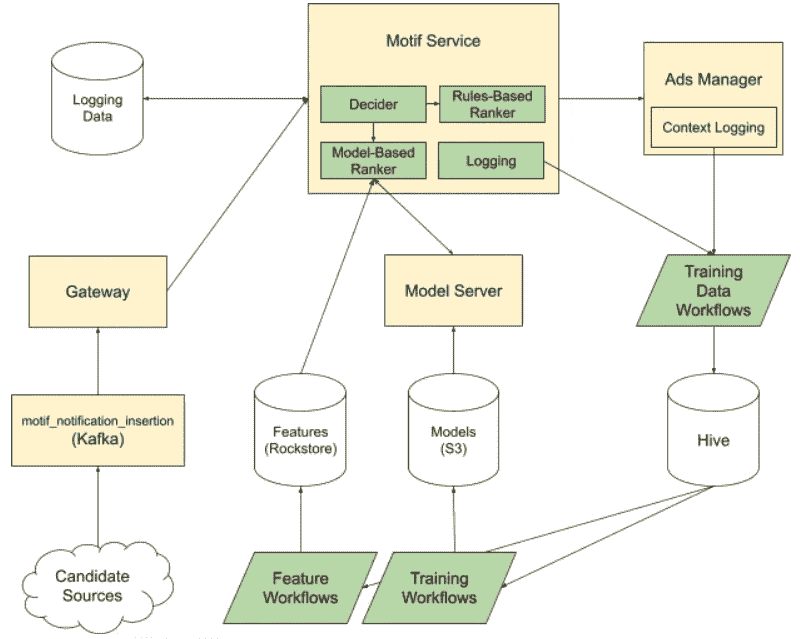 Motif Service
Logging
Data
Decider
Rules-Based
Ranker
Model-Based
Ranker
Logging
Ads Manager
Context Logging
Gateway
Model Server
Training
Data
Workflows
motif_notification_insertion
(Kafka)
Features
(Rockstore)
Models
(S3)
Hive
Candidate
Sources
Feature
Workflows
Training
Workflows